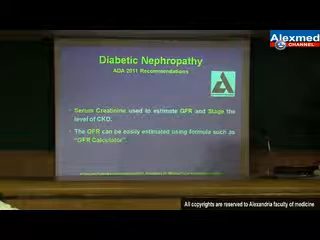 Alexmed
CHANNEL
Diabetic Nephropathy
ADA 2011 Recommendations
Serum Creatinine used to estimate GFR and Stage the
level of CKD.
The GFR can be easily estimated using formula such as
"GFR Calculator".
All copyrights are reserved to Alexandria faculty of medicine